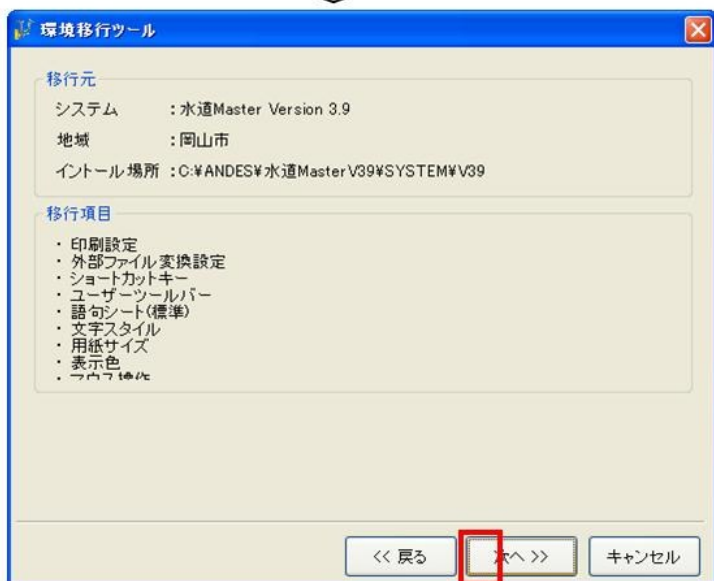 環境移行ツール
移行元
システム :水道Master Version 3.9
地域 :岡山市
イントール場所 :C:¥ANDES¥水道MasterV39¥SYSTEM¥V39
移行項目
・ 印刷設定
・ 外部ファイル変換設定
・ ショートカットキー
・ ユーザーツールバー
・ 語句シート(標準)
・ 文字スタイル
・ 用紙サイズ
・ 表示色
・ マウス操作
<< 戻る
次へ >>
キャンセル